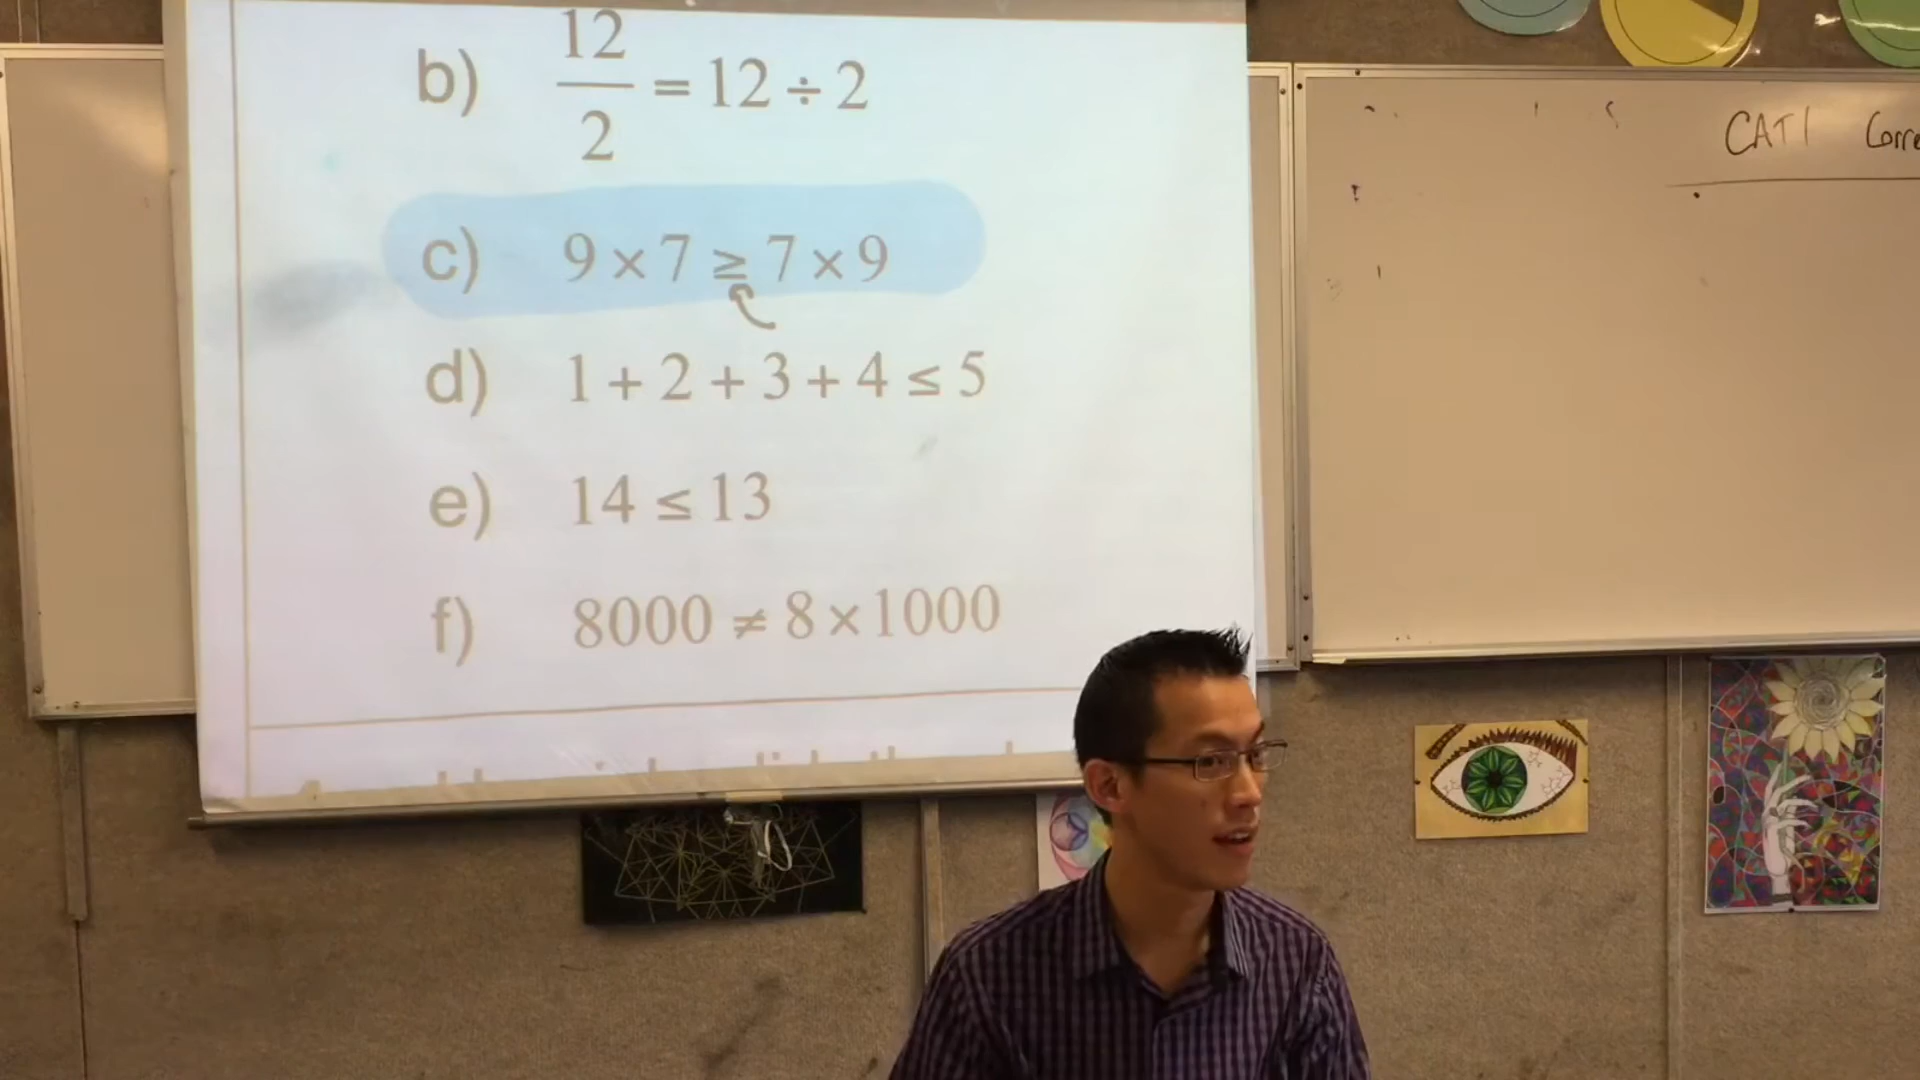 b) 12/2 = 12 ÷ 2
c) 9 × 7 ≥ 7 × 9
d) 1 + 2 + 3 + 4 ≤ 5
e) 14 ≤ 13
f) 8000 ≠ 8 × 1000
CAT1